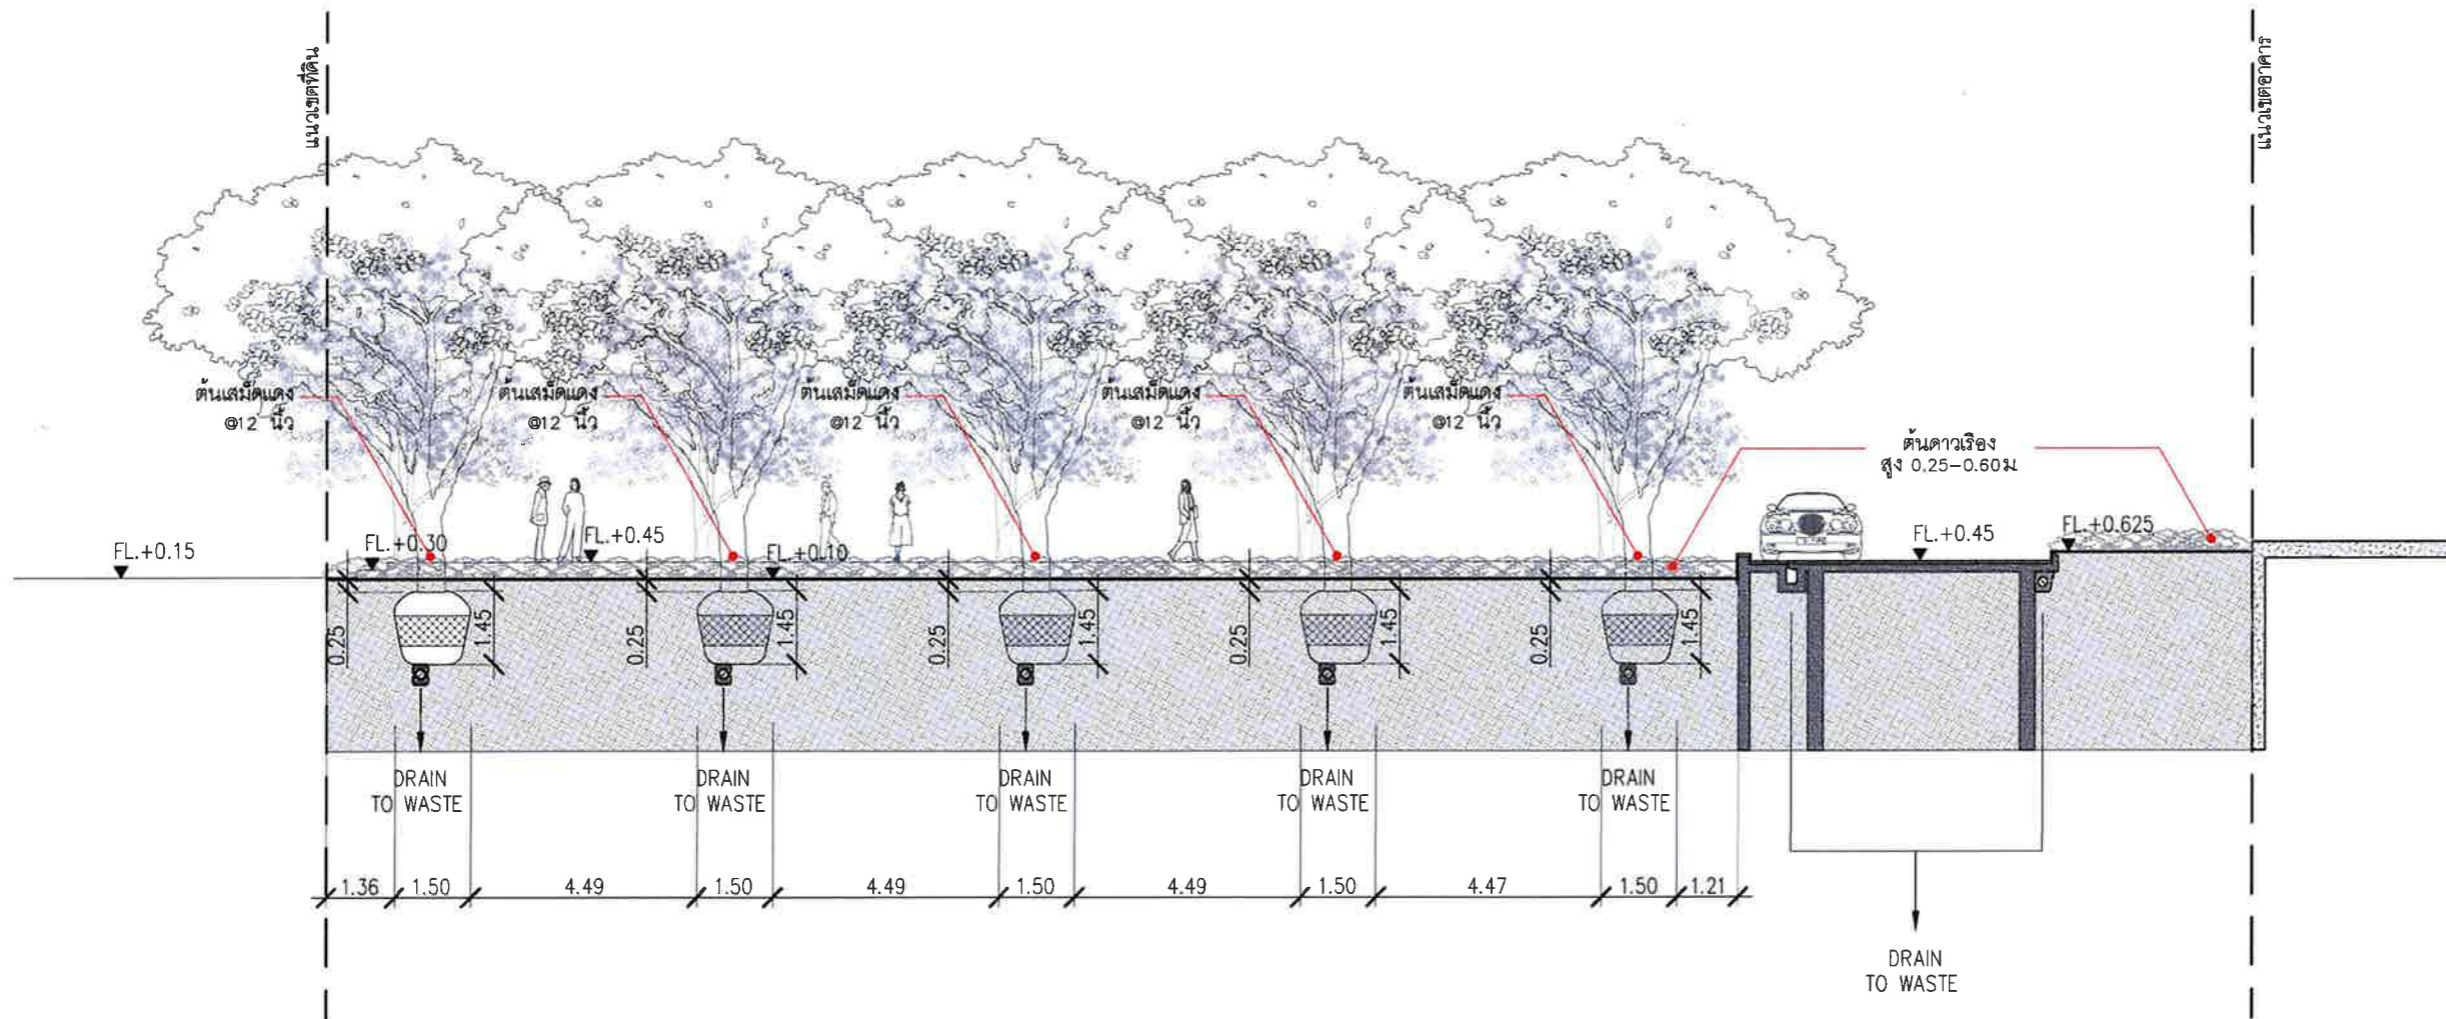 แนวเขตที่ดิน
แนวเขตอาคาร
ต้นเสม็ดแดง
@12 นิ้ว
ต้นเสม็ดแดง
@12 นิ้ว
ต้นเสม็ดแดง
@12 นิ้ว
ต้นเสม็ดแดง
@12 นิ้ว
ต้นเสม็ดแดง
@12 นิ้ว
ต้นดาวเรือง
สูง 0.25-0.60ม
FL.+0.15
FL.+0.30
FL.+0.45
FL.+0.10
FL.+0.45
FL.+0.625
0.25
1.45
0.25
1.45
0.25
1.45
0.25
1.45
0.25
1.45
DRAIN
TO WASTE
DRAIN
TO WASTE
DRAIN
TO WASTE
DRAIN
TO WASTE
DRAIN
TO WASTE
1.36 1.50 4.49 1.50 4.49 1.50 4.49 1.50 4.47 1.50 1.21
DRAIN
TO WASTE